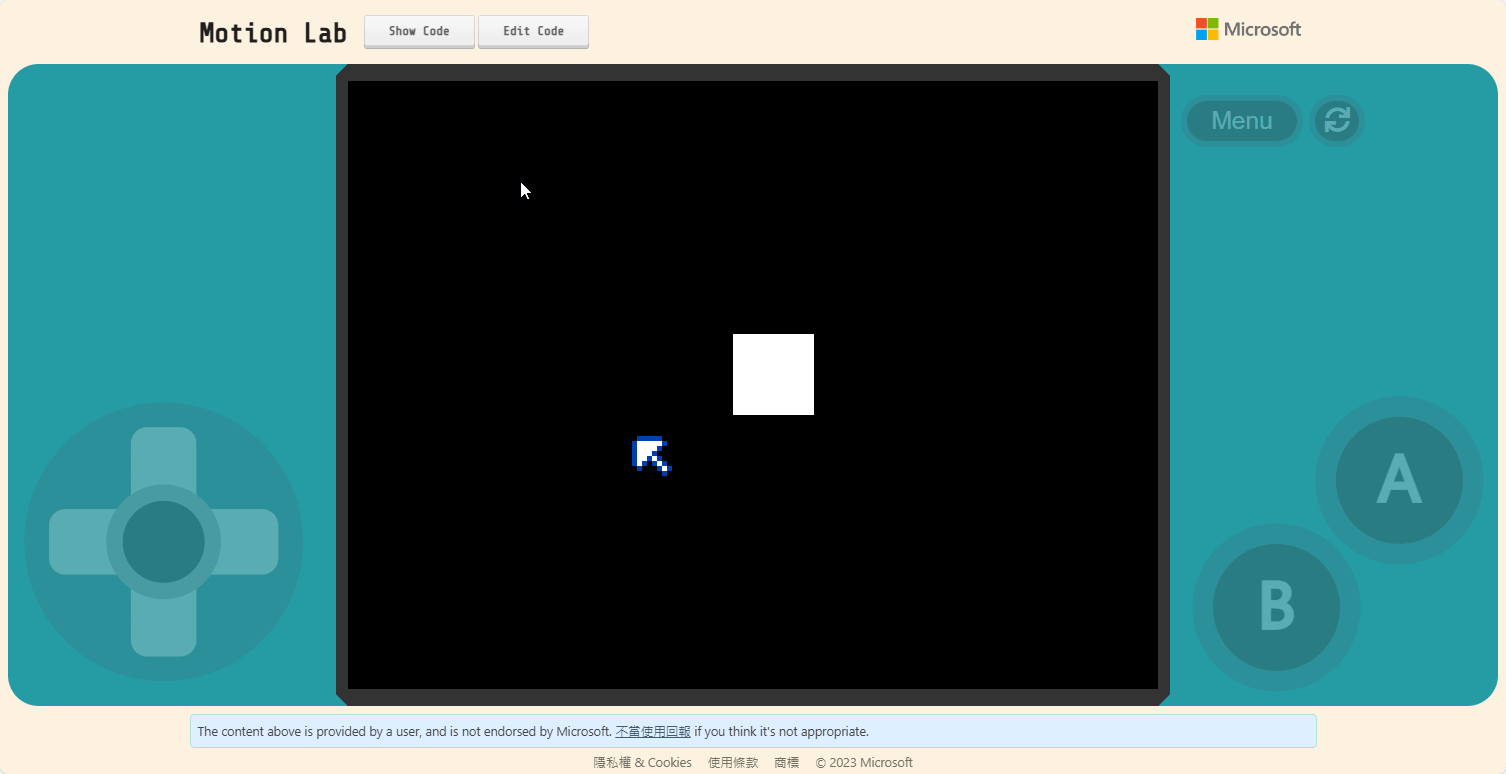 Motion Lab
Show Code
Edit Code
Microsoft
Menu
A
B
The content above is provided by a user, and is not endorsed by Microsoft. 不當使用回報 if you think it's not appropriate.
隱私權 & Cookies 使用條款 商標 © 2023 Microsoft